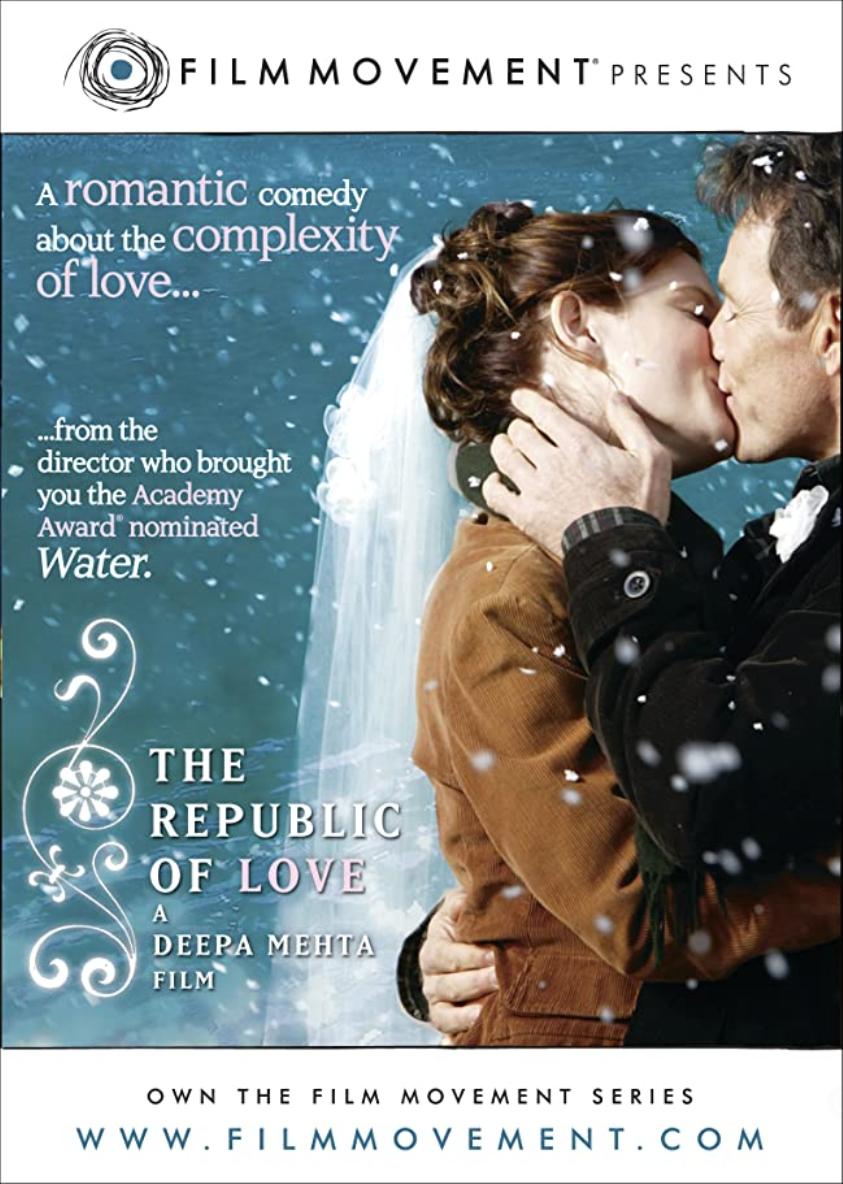 FILM MOVEMENT® PRESENTS
A romantic comedy
about the complexity
of love...
...from the
director who brought
you the Academy
Award® nominated
Water.
THE
REPUBLIC
OF LOVE
A
DEEPA MEHTA
FILM
OWN THE FILM MOVEMENT SERIES
WWW.FILMMOVEMENT.COM